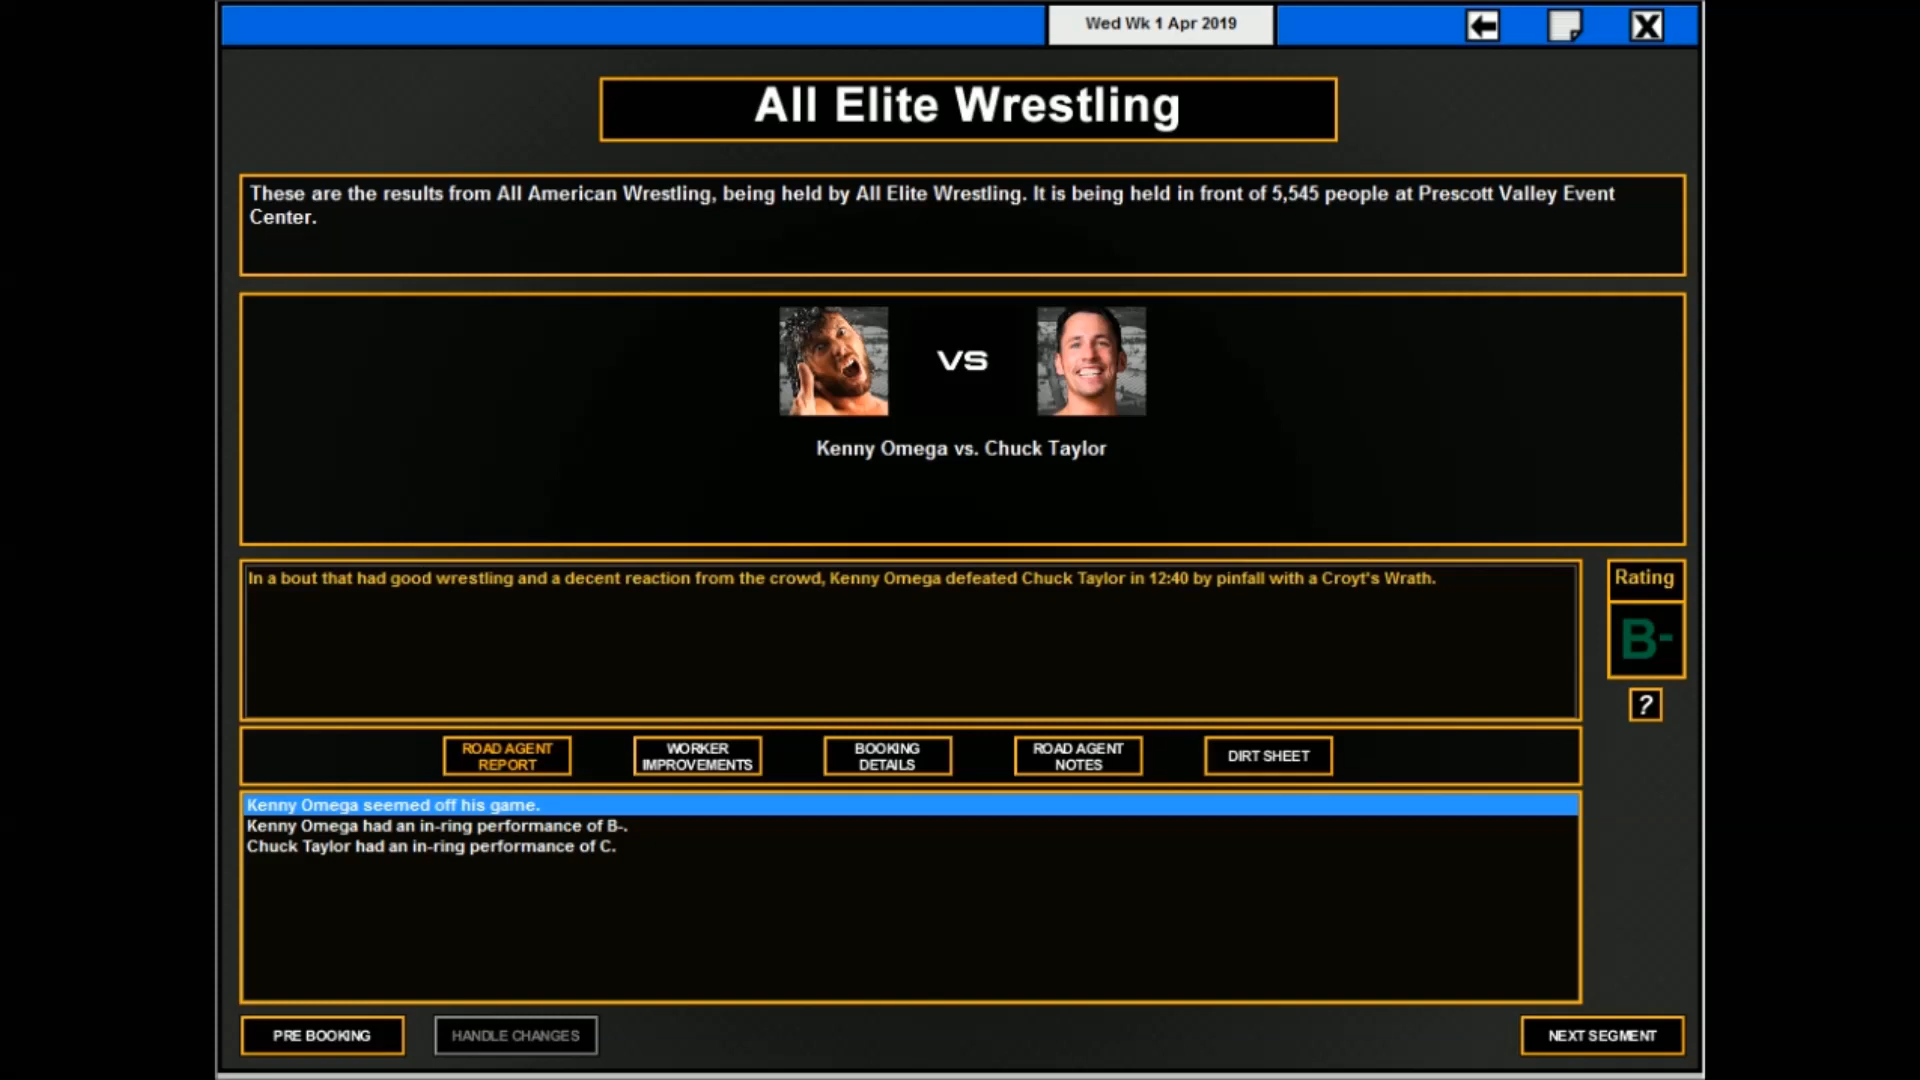 Wed Wk 1 Apr 2019
All Elite Wrestling
These are the results from All American Wrestling, being held by All Elite Wrestling. It is being held in front of 5,545 people at Prescott Valley Event
Center.
VS
Kenny Omega vs. Chuck Taylor
In a bout that had good wrestling and a decent reaction from the crowd, Kenny Omega defeated Chuck Taylor in 12:40 by pinfall with a Croyt's Wrath.
Rating
B-
?
ROAD AGENT
REPORT
WORKER
IMPROVEMENTS
BOOKING
DETAILS
ROAD AGENT
NOTES
DIRT SHEET
Kenny Omega seemed off his game.
Kenny Omega had an in-ring performance of B-.
Chuck Taylor had an in-ring performance of C.
PRE BOOKING
HANDLE CHANGES
NEXT SEGMENT